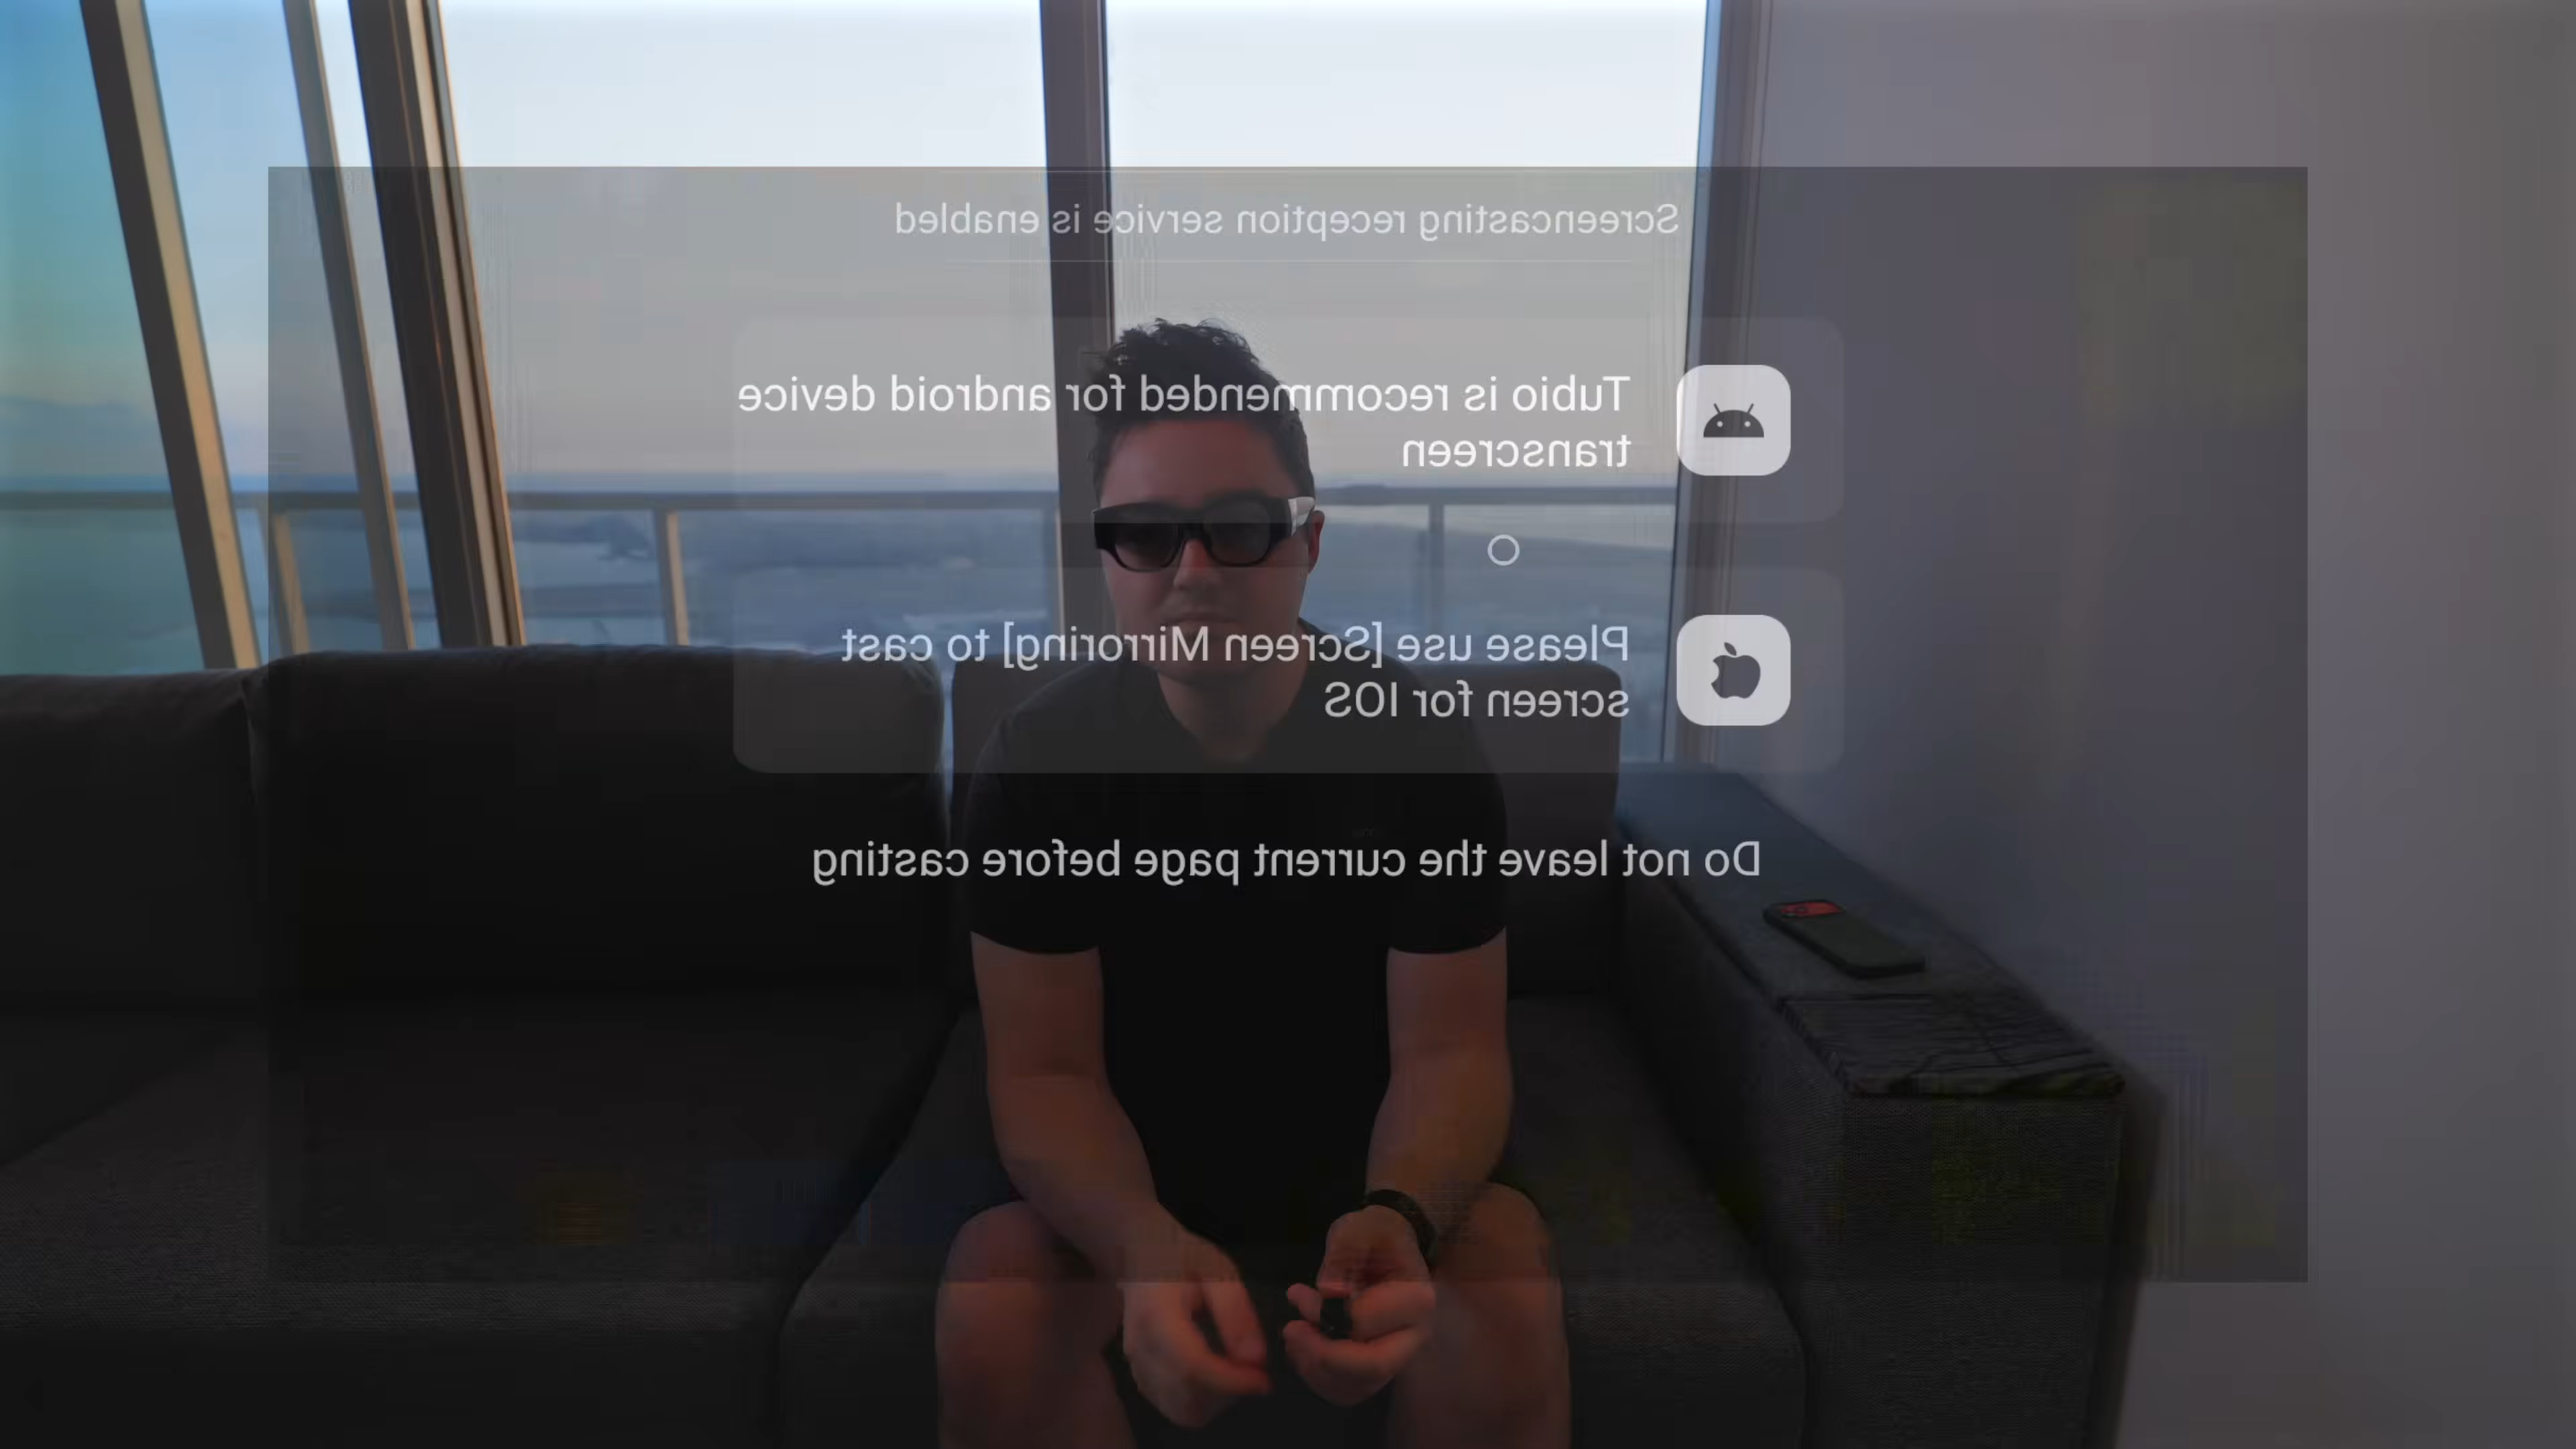 Screencasting reception service is enabled
Tubio is recommended for android device
transcreen
Please use [Screen Mirroring] to cast
screen for IOS
Do not leave the current page before casting